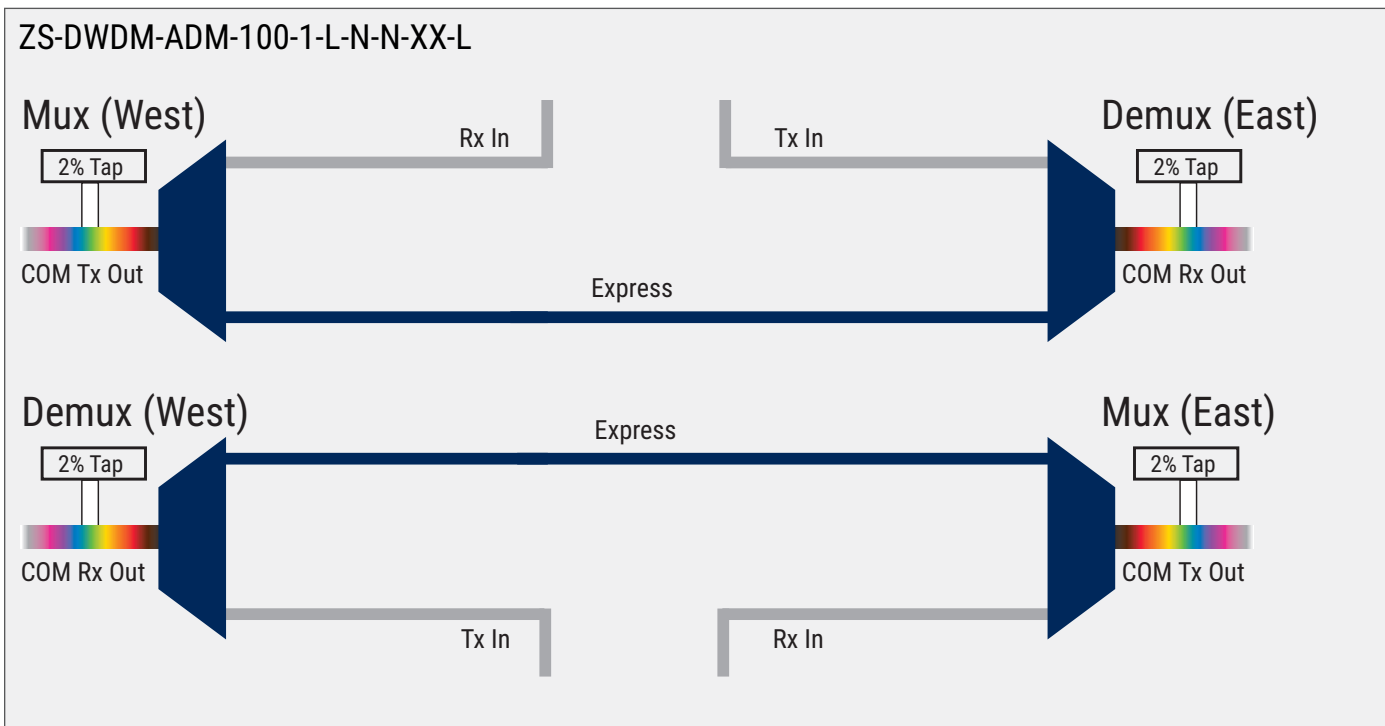 ZS-DWDM-ADM-100-1-L-N-N-XX-L
Mux (West)
Demux (East)
Rx In
Tx In
2% Tap
2% Tap
COM Tx Out
COM Rx Out
Express
Demux (West)
Mux (East)
Express
2% Tap
2% Tap
COM Rx Out
COM Tx Out
Tx In
Rx In